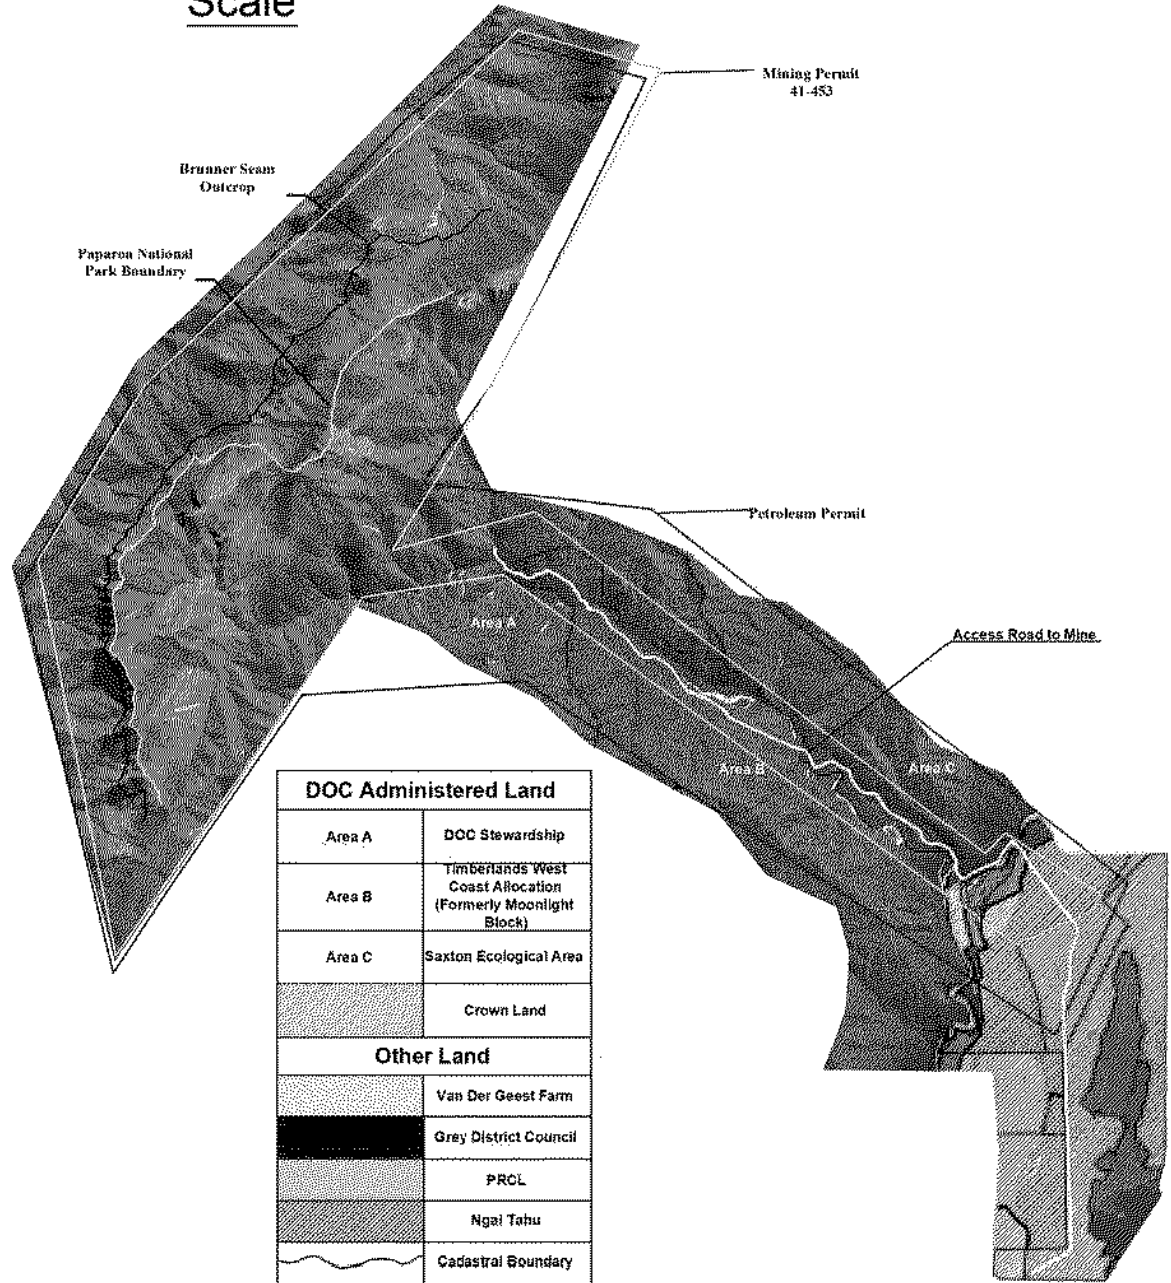 Scale
Mining Permit
41-453
Brunner Seam
Outcrop
Paparoa National
Park Boundary
Petroleum Permit
Area A
Access Road to Mine
Area B
Area C
DOC Administered Land
Area A
DOC Stewardship
Area B
Timberlands West
Coast Allocation
(Formerly Moonlight
Block)
Area C
Saxton Ecological Area
Crown Land
Other Land
Van Der Geest Farm
Grey District Council
PRCL
Ngai Tahu
Cadastral Boundary